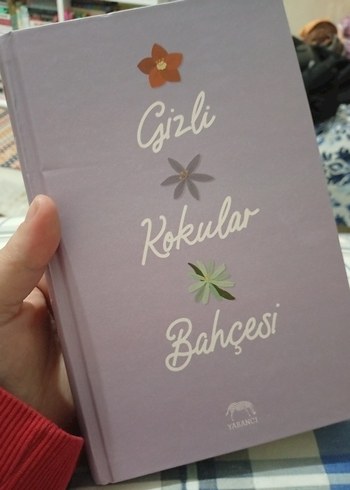 Gizli
Kokular
Bahçesi
YABANCI